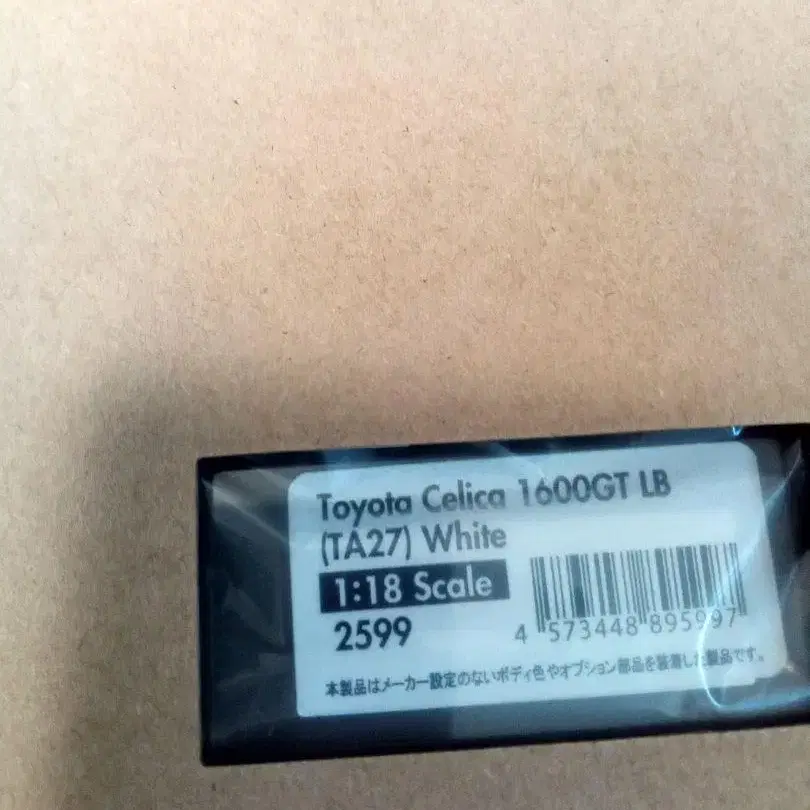 Toyota Celica 1600GT LB
(TA27) White
1:18 Scale
2599
4 573448 895997
本製品はメーカー設定のないボディ色やオプション部品を装着した製品です。